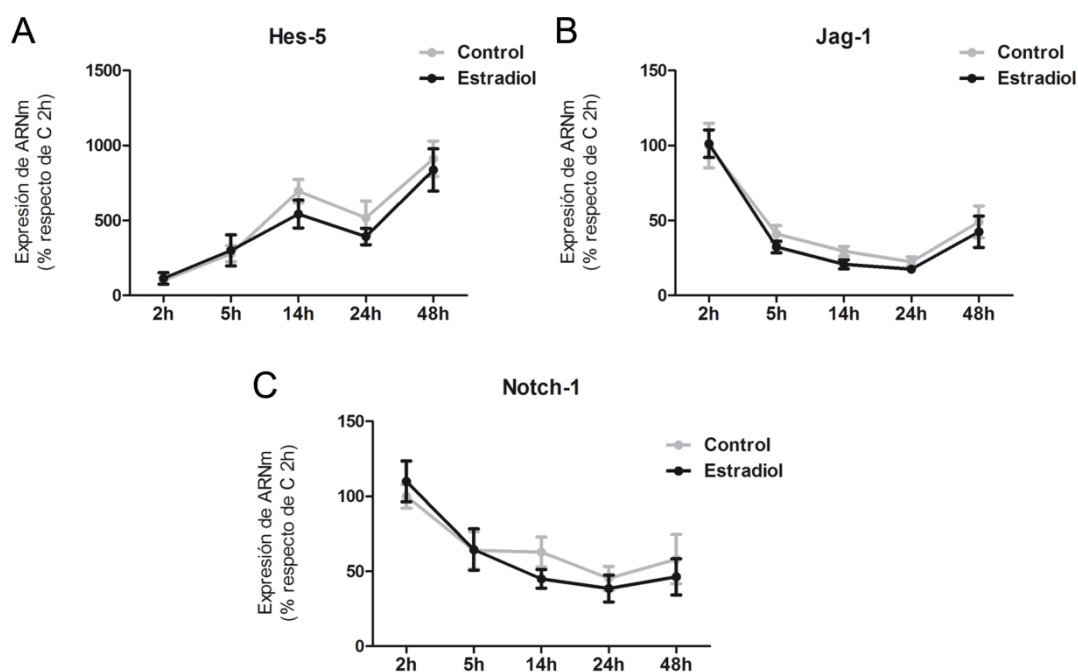 A
Hes-5
Control
Estradiol
Expresión de ARNm
(% respecto de C 2h)
1500
1000
500
0
2h 5h 14h 24h 48h
B
Jag-1
Control
Estradiol
Expresión de ARNm
(% respecto de C 2h)
150
100
50
0
2h 5h 14h 24h 48h
C
Notch-1
Control
Estradiol
Expresión de ARNm
(% respecto de C 2h)
150
100
50
0
2h 5h 14h 24h 48h